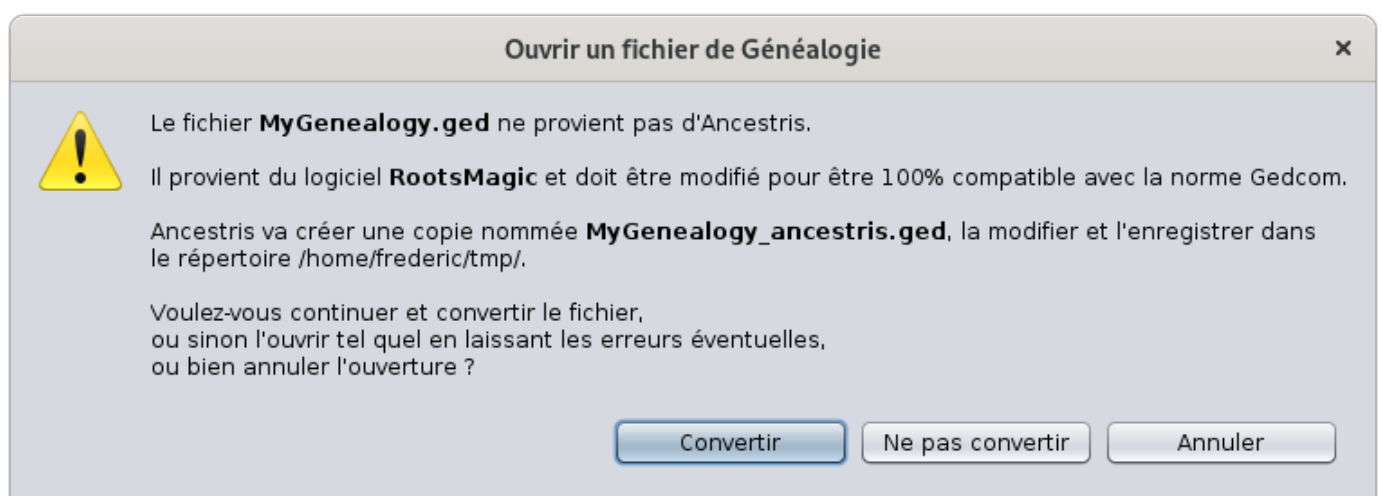 Ouvrir un fichier de Généalogie ×
Le fichier MyGenealogy.ged ne provient pas d'Ancestris.
Il provient du logiciel RootsMagic et doit être modifié pour être 100% compatible avec la norme Gedcom.
Ancestris va créer une copie nommée MyGenealogy_ancestris.ged, la modifier et l'enregistrer dans
le répertoire /home/frederic/tmp/.
Voulez-vous continuer et convertir le fichier,
ou sinon l'ouvrir tel quel en laissant les erreurs éventuelles,
ou bien annuler l'ouverture ?
Convertir Ne pas convertir Annuler